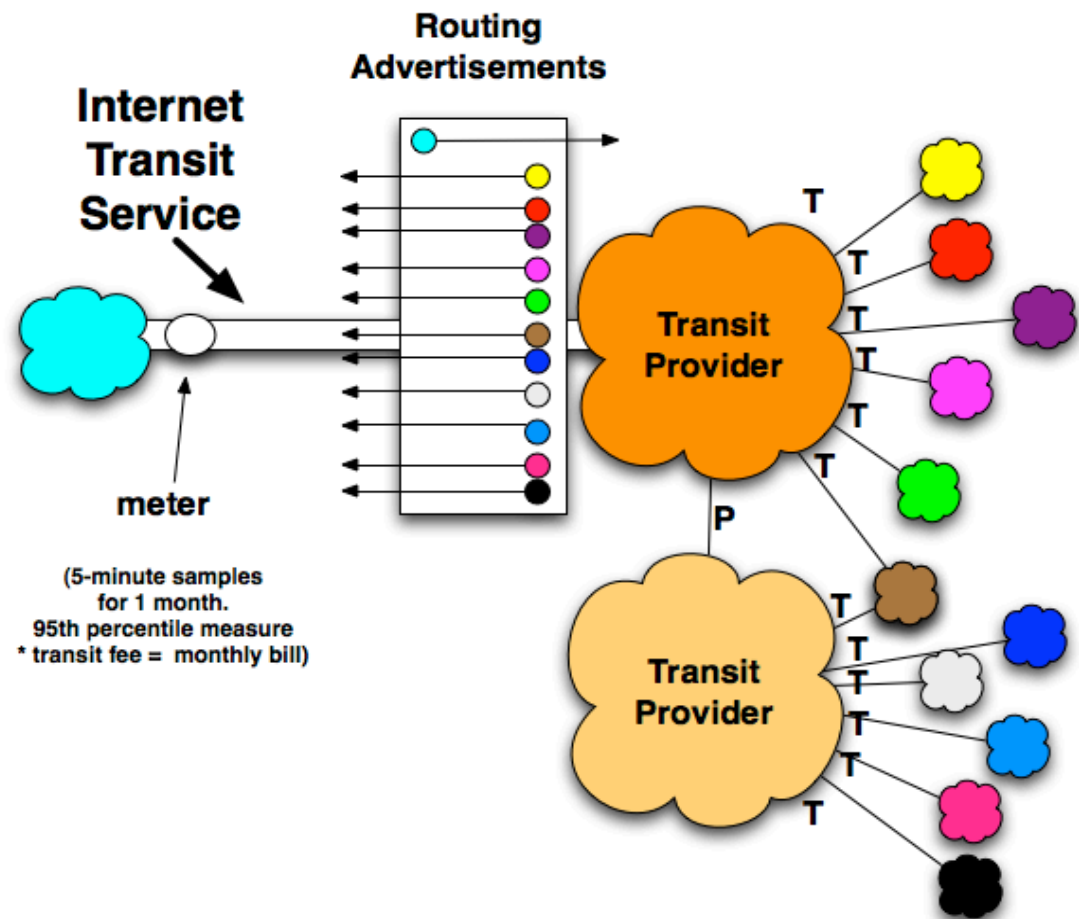 Routing
Advertisements
Internet
Transit
Service
T
T
T
T
T
T
Transit
Provider
meter
P
(5-minute samples
for 1 month.
95th percentile measure
* transit fee =  monthly bill)
T
T
T
T
T
T
Transit
Provider